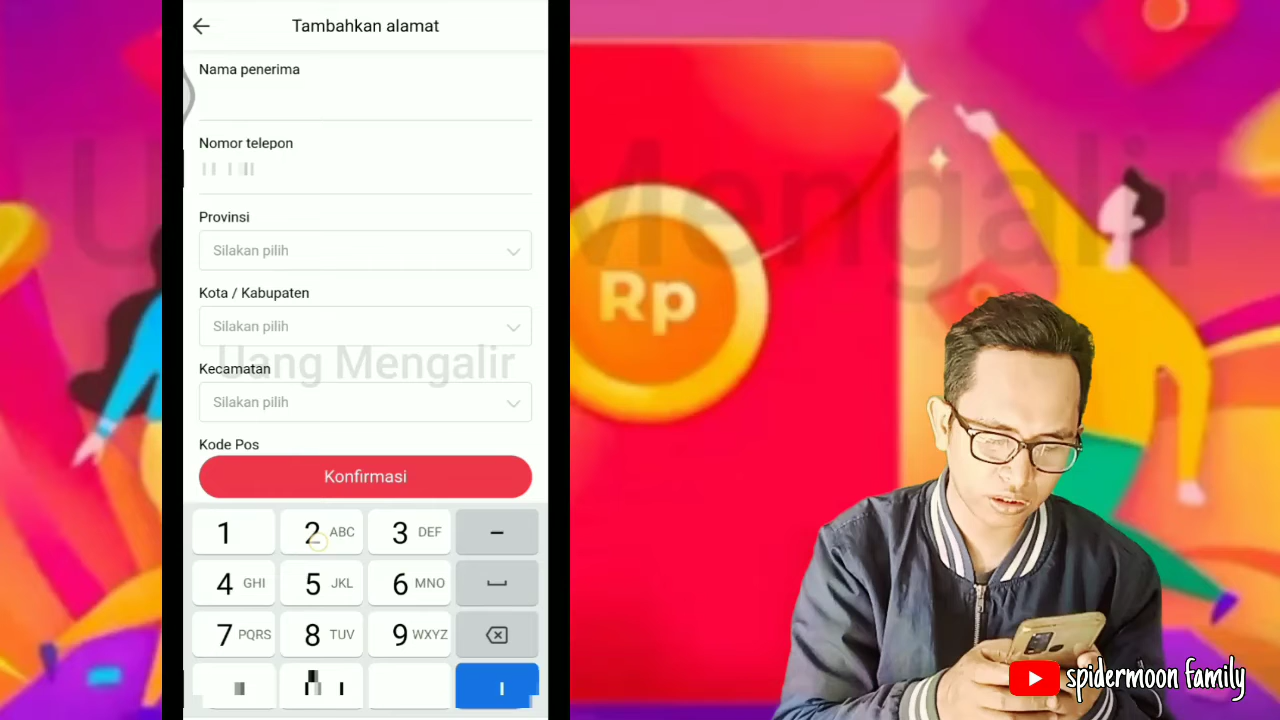 Tambahkan alamat
Nama penerima
Nomor telepon
Provinsi
Silakan pilih
Kota / Kabupaten
Silakan pilih
Uang Mengalir
Kecamatan
Silakan pilih
Kode Pos
Konfirmasi
1
2 ABC
3 DEF
–
4 GHI
5 JKL
6 MNO
7 PQRS
8 TUV
9 WXYZ
Uang Mengalir
Rp
spidermoon family